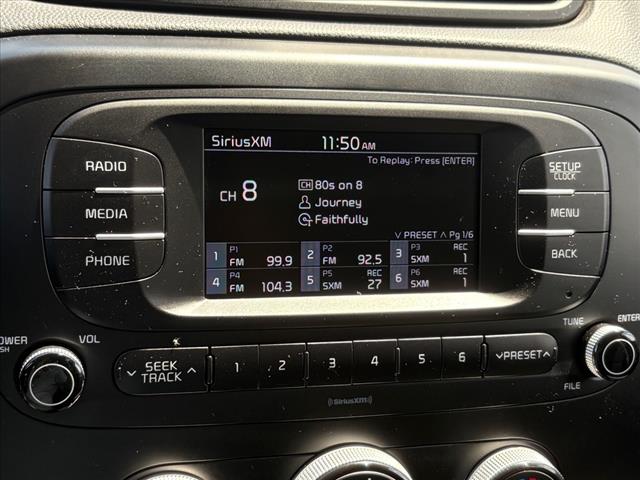 SiriusXM 11:50 AM
To Replay: Press [ENTER]
CH 8
CH 80s on 8
Journey
Faithfully
∨ PRESET ∧ Pg 1/6
1 P1 FM 99.9
2 P2 FM 92.5
3 P3 SXM REC 1
4 P4 FM 104.3
5 P5 SXM REC 27
6 P6 SXM REC 1
RADIO
MEDIA
PHONE
SETUP
CLOCK
MENU
BACK
POWER
VOL
TUNE
ENTER
FILE
∨ SEEK TRACK ∧
1 2 3 4 5 6
∨ PRESET ∧
((SiriusXM))